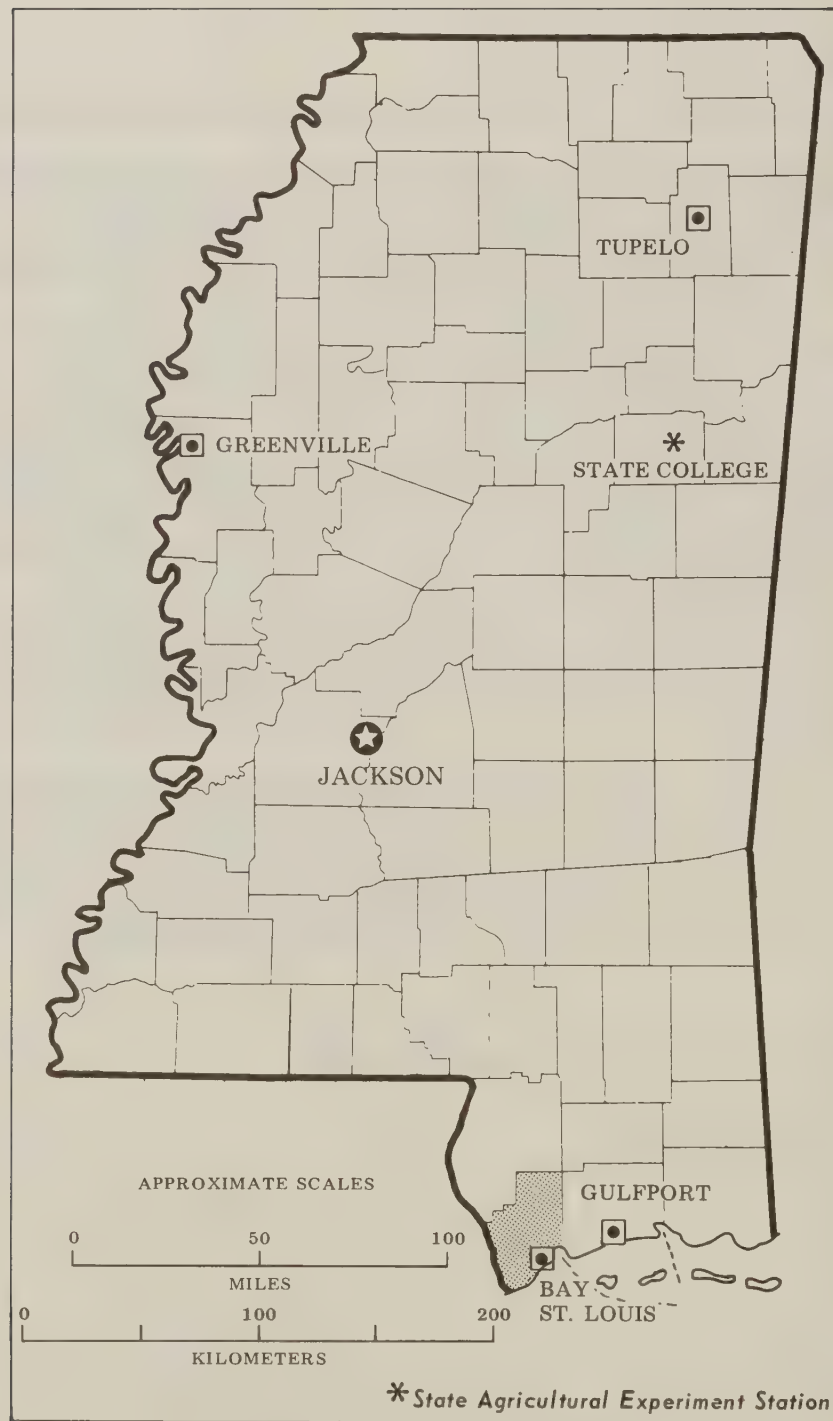 TUPELO
GREENVILLE
*
STATE COLLEGE
JACKSON
APPROXIMATE SCALES
GULFPORT
0 50 100
MILES
BAY
ST. LOUIS
0 100 200
KILOMETERS
* State Agricultural Experiment Station